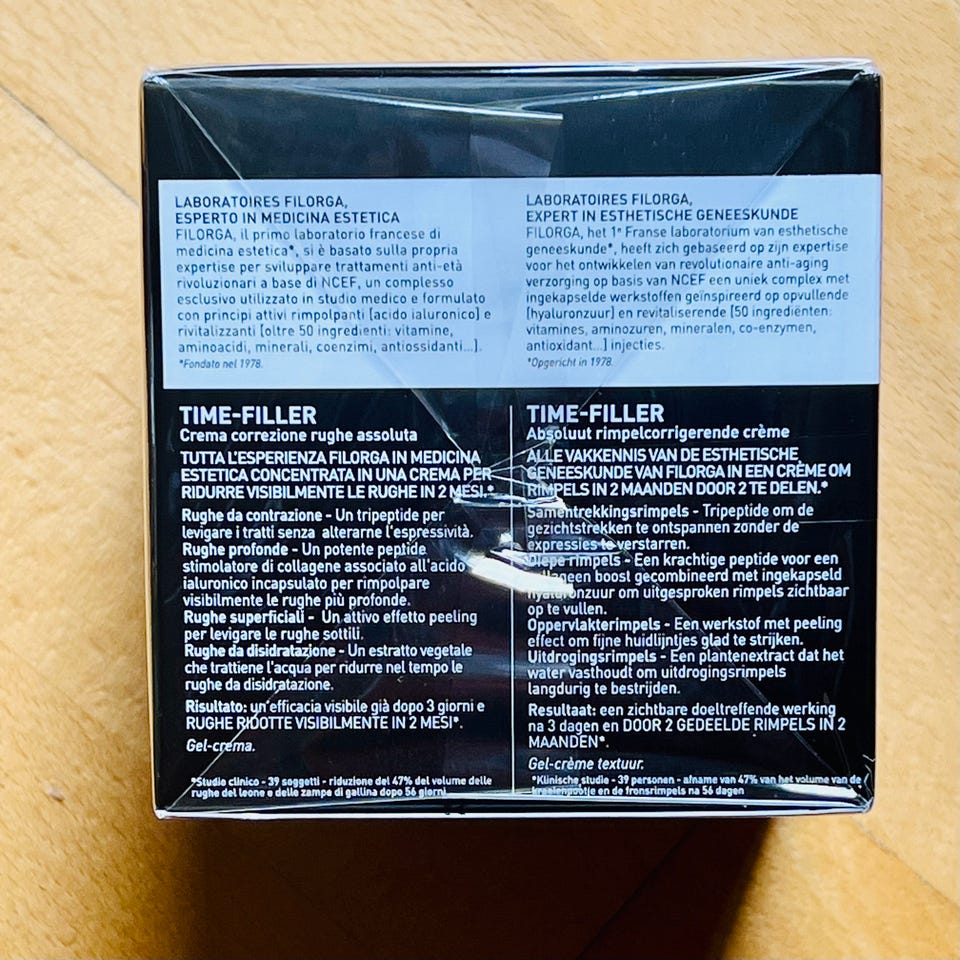 LABORATOIRES FILORGA,
ESPERTO IN MEDICINA ESTETICA
FILORGA, il primo laboratorio francese di
medicina estetica*, si è basato sulla propria
expertise per sviluppare trattamenti anti-età
rivoluzionari a base di NCEF, un complesso
esclusivo utilizzato in studio medico e formulato
con principi attivi rimpolpanti [acido ialuronico] e
rivitalizzanti [oltre 50 ingredienti: vitamine,
aminoacidi, minerali, coenzimi, antiossidanti...].
*Fondato nel 1978.
LABORATOIRES FILORGA,
EXPERT IN ESTHETISCHE GENEESKUNDE
FILORGA, het 1e Franse laboratorium van esthetische
geneeskunde*, heeft zich gebaseerd op zijn expertise
voor het ontwikkelen van revolutionaire anti-aging
verzorging op basis van NCEF een uniek complex met
ingekapselde werkstoffen geïnspireerd op opvullende
[hyaluronzuur] en revitaliserende [50 ingrediënten:
vitamines, aminozuren, mineralen, co-enzymen,
antioxidant...] injecties.
*Opgericht in 1978.
TIME-FILLER
Crema correzione rughe assoluta
TUTTA L'ESPERIENZA FILORGA IN MEDICINA
ESTETICA CONCENTRATA IN UNA CREMA PER
RIDURRE VISIBILMENTE LE RUGHE IN 2 MESI.*
Rughe da contrazione - Un tripeptide per
levigare i tratti senza alterarne l'espressività.
Rughe profonde - Un potente peptide
stimolatore di collagene associato all'acido
ialuronico incapsulato per rimpolpare
visibilmente le rughe più profonde.
Rughe superficiali - Un attivo effetto peeling
per levigare le rughe sottili.
Rughe da disidratazione - Un estratto vegetale
che trattiene l'acqua per ridurre nel tempo le
rughe da disidratazione.
Risultato: un'efficacia visibile già dopo 3 giorni e
RUGHE RIDOTTE VISIBILMENTE IN 2 MESI*.
Gel-crema.
*Studio clinico - 39 soggetti - riduzione del 47% del volume delle
rughe del leone e delle zampe di gallina dopo 56 giorni
TIME-FILLER
Absoluut rimpelcorrigerende crème
ALLE VAKKENNIS VAN DE ESTHETISCHE
GENEESKUNDE VAN FILORGA IN EEN CRÈME OM
RIMPELS IN 2 MAANDEN DOOR 2 TE DELEN.*
Samentrekkingsrimpels - Tripeptide om de
gezichtstrekken te ontspannen zonder de
expressies te verstarren.
Diepe rimpels - Een krachtige peptide voor een
collageen boost gecombineerd met ingekapseld
hyaluronzuur om uitgesproken rimpels zichtbaar
op te vullen.
Oppervlakterimpels - Een werkstof met peeling
effect om fijne huidlijntjes glad te strijken.
Uitdrogingsrimpels - Een plantenextract dat het
water vasthoudt om uitdrogingsrimpels
langdurig te bestrijden.
Resultaat: een zichtbare doeltreffende werking
na 3 dagen en DOOR 2 GEDEELDE RIMPELS IN 2
MAANDEN*.
Gel-crème textuur.
*Klinische studie - 39 personen - afname van 47% van het volume van de
kraaienpootje en de fronsrimpels na 56 dagen